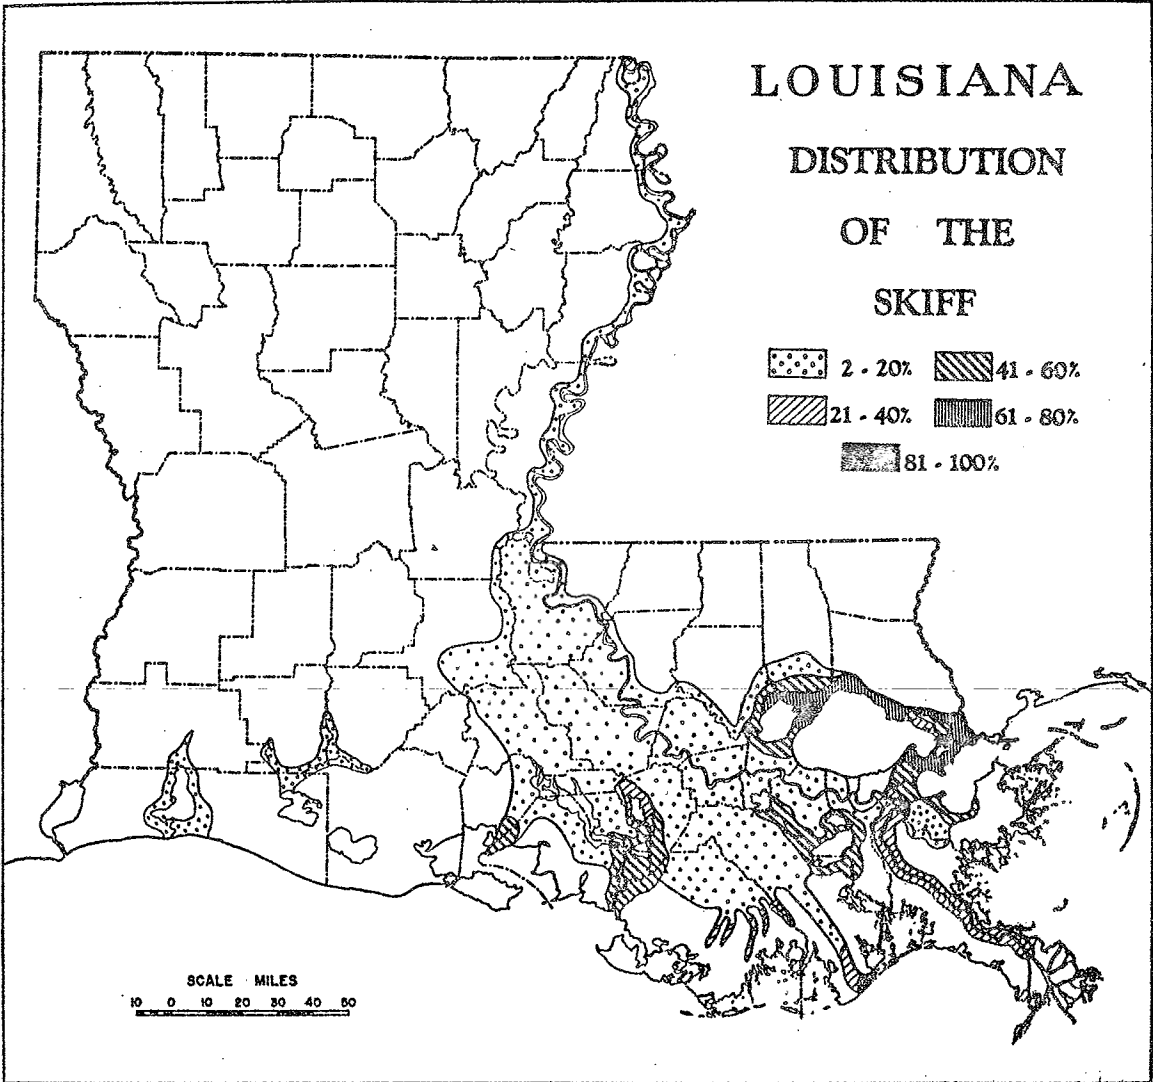 LOUISIANA
DISTRIBUTION
OF THE
SKIFF
2 - 20% 41 - 60%
21 - 40% 61 - 80%
81 - 100%
SCALE MILES
10 0 10 20 30 40 50